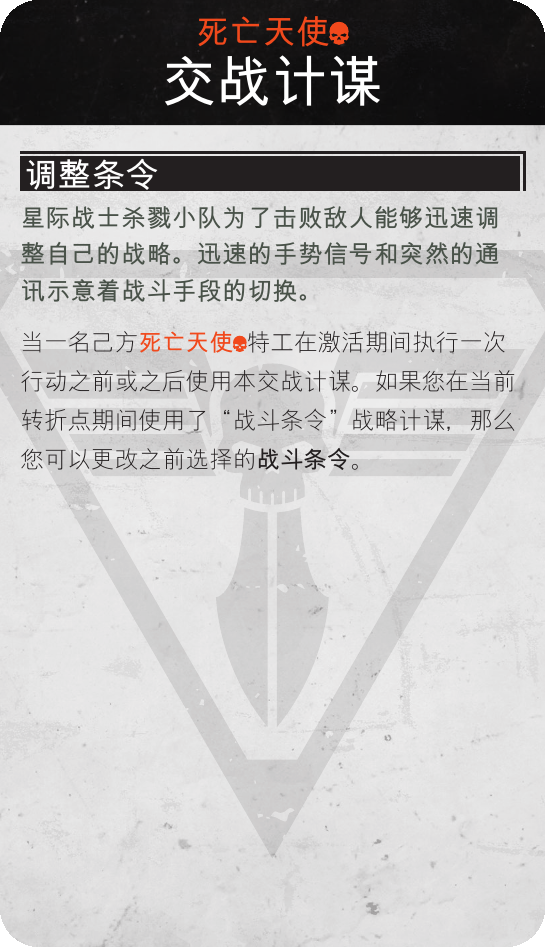 死亡天使
交战计谋
调整条令
星际战士杀戮小队为了击败敌人能够迅速调
整自己的战略。迅速的手势信号和突然的通
讯示意着战斗手段的切换。
当一名己方死亡天使特工在激活期间执行一次
行动之前或之后使用本交战计谋。如果您在当前
转折点期间使用了“战斗条令”战略计谋，那么
您可以更改之前选择的战斗条令。